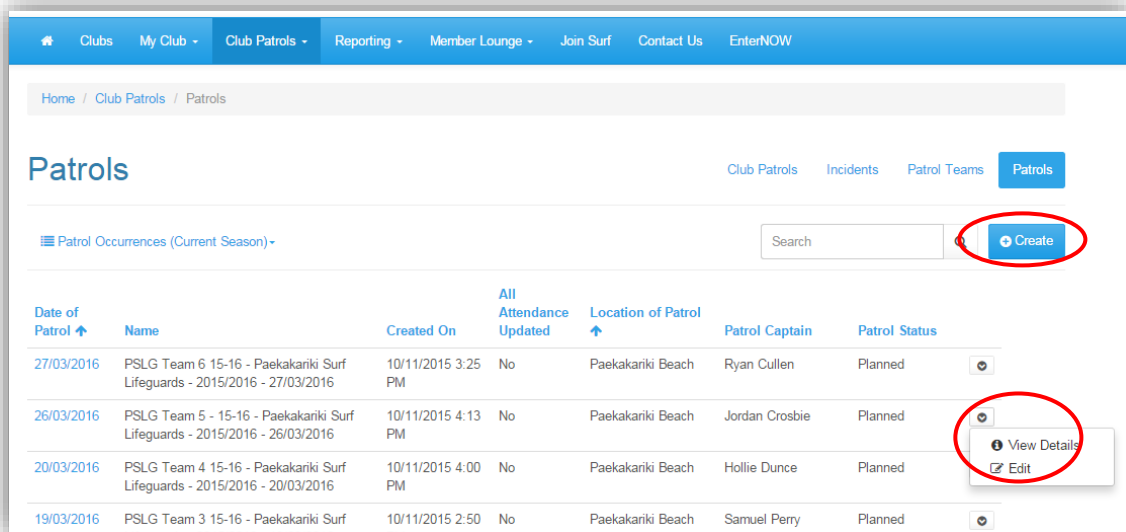 Clubs My Club Club Patrols Reporting Member Lounge Join Surf Contact Us EnterNOW
Home / Club Patrols / Patrols
Patrols
Club Patrols Incidents Patrol Teams Patrols
Patrol Occurrences (Current Season)
Search
Create
Date of Patrol Name Created On All Attendance Updated Location of Patrol Patrol Captain Patrol Status
27/03/2016 PSLG Team 6 15-16 - Paekakariki Surf 10/11/2015 3:25 No Paekakariki Beach Ryan Cullen Planned
Lifeguards - 2015/2016 - 27/03/2016 PM
26/03/2016 PSLG Team 5 - 15-16 - Paekakariki Surf 10/11/2015 4:13 No Paekakariki Beach Jordan Crosbie Planned
Lifeguards - 2015/2016 - 26/03/2016 PM
View Details
20/03/2016 PSLG Team 4 15-16 - Paekakariki Surf 10/11/2015 4:00 No Paekakariki Beach Hollie Dunce Planned
Lifeguards - 2015/2016 - 20/03/2016 PM
Edit
19/03/2016 PSLG Team 3 15-16 - Paekakariki Surf 10/11/2015 2:50 No Paekakariki Beach Samuel Perry Planned